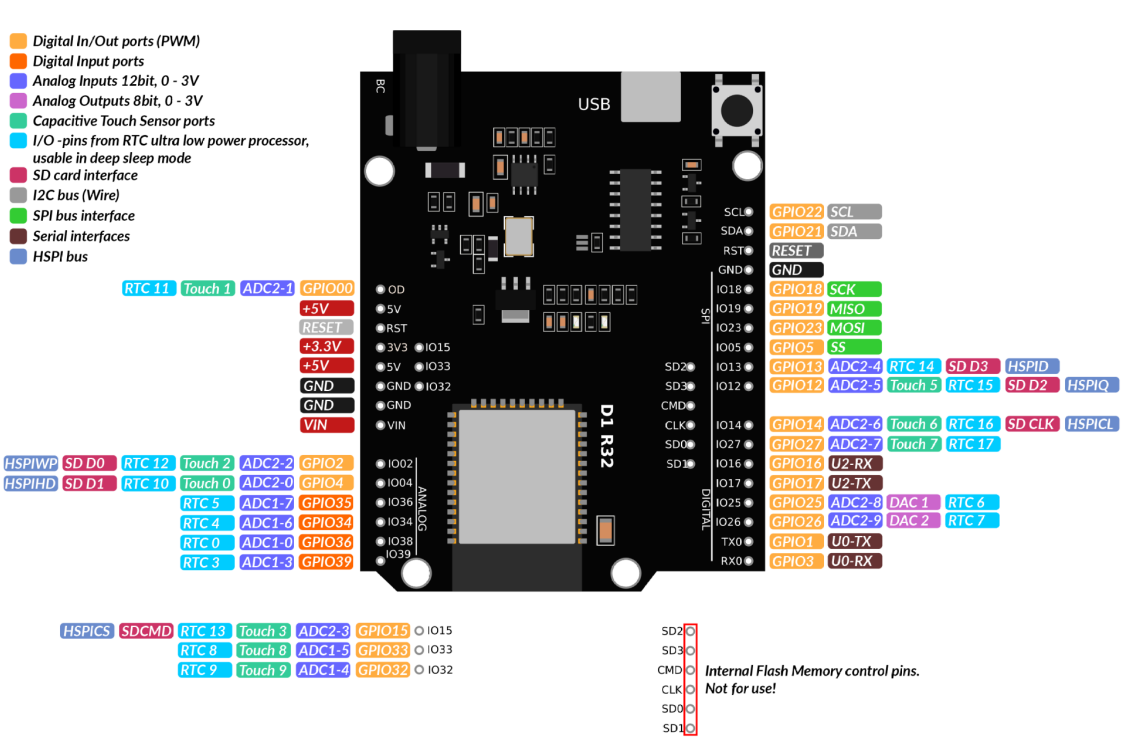 Digital In/Out ports (PWM)
Digital Input ports
Analog Inputs 12bit, 0 - 3V
Analog Outputs 8bit, 0 - 3V
Capacitive Touch Sensor ports
I/O -pins from RTC ultra low power processor,
usable in deep sleep mode
SD card interface
I2C bus (Wire)
SPI bus interface
Serial interfaces
HSPI bus
BC
USB
RTC 11 Touch 1 ADC2-1 GPIO00 OD
+5V 5V
RESET RST
+3.3V 3V3 IO15
+5V 5V IO33
GND GND IO32
GND GND
VIN VIN
HSPIWP SD D0 RTC 12 Touch 2 ADC2-2 GPIO2 IO02
HSPIHD SD D1 RTC 10 Touch 0 ADC2-0 GPIO4 IO04
RTC 5 ADC1-7 GPIO35 IO36
RTC 4 ADC1-6 GPIO34 IO34
RTC 0 ADC1-0 GPIO36 IO38
RTC 3 ADC1-3 GPIO39 IO39
ANALOG
D1 R32
SD2
SD3
CMD
CLK
SD0
SD1
SPI
DIGITAL
SCL GPIO22 SCL
SDA GPIO21 SDA
RST RESET
GND GND
IO18 GPIO18 SCK
IO19 GPIO19 MISO
IO23 GPIO23 MOSI
IO05 GPIO5 SS
IO13 GPIO13 ADC2-4 RTC 14 SD D3 HSPID
IO12 GPIO12 ADC2-5 Touch 5 RTC 15 SD D2 HSPIQ
IO14 GPIO14 ADC2-6 Touch 6 RTC 16 SD CLK HSPICL
IO27 GPIO27 ADC2-7 Touch 7 RTC 17
IO16 GPIO16 U2-RX
IO17 GPIO17 U2-TX
IO25 GPIO25 ADC2-8 DAC 1 RTC 6
IO26 GPIO26 ADC2-9 DAC 2 RTC 7
TX0 GPIO1 U0-TX
RX0 GPIO3 U0-RX
HSPICS SDCMD RTC 13 Touch 3 ADC2-3 GPIO15 IO15
RTC 8 Touch 8 ADC1-5 GPIO33 IO33
RTC 9 Touch 9 ADC1-4 GPIO32 IO32
SD2
SD3
CMD
CLK
SD0
SD1
Internal Flash Memory control pins.
Not for use!